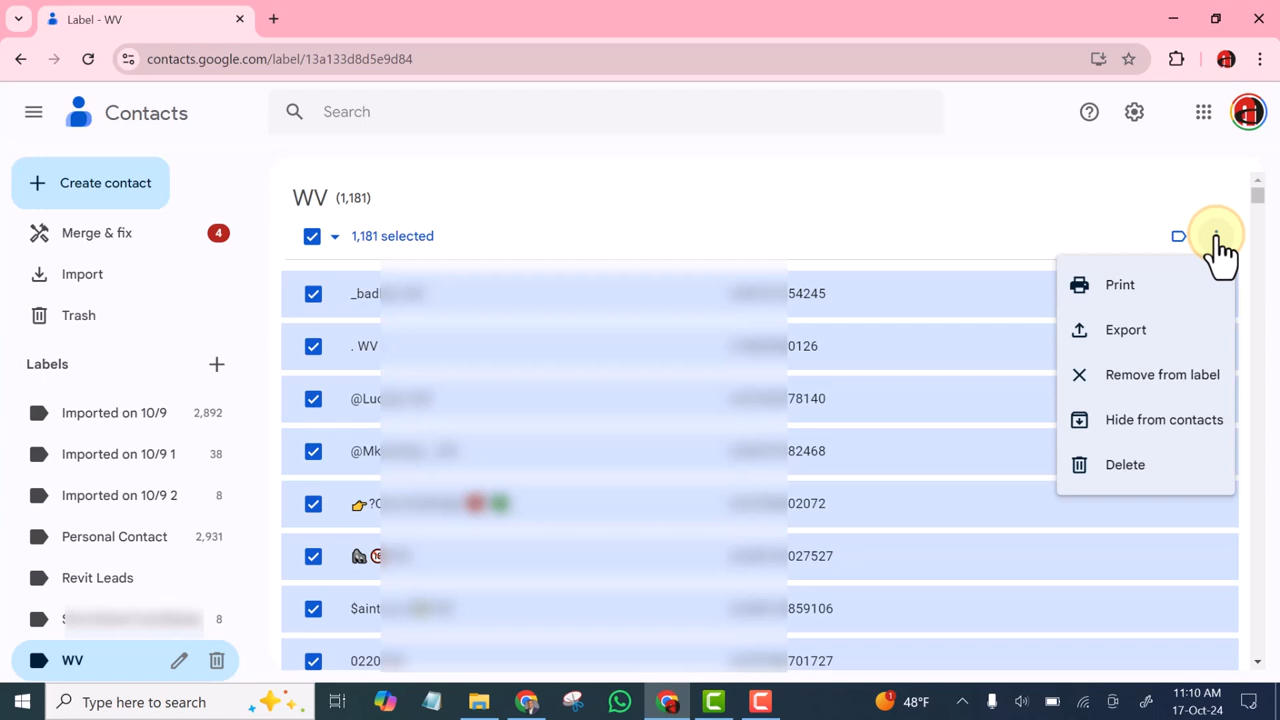 Label - WV
contacts.google.com/label/13a133d8d5e9d84
Contacts
Search
Create contact
Merge & fix 4
Import
Trash
Labels
Imported on 10/9 2,892
Imported on 10/9 1 38
Imported on 10/9 2 8
Personal Contact 2,931
Revit Leads
8
WV
WV (1,181)
1,181 selected
_bad 54245
. WV 0126
@Luc 78140
@Mk 82468
👉?C 02072
027527
$aint 859106
0220 701727
Print
Export
Remove from label
Hide from contacts
Delete
Type here to search
1
48°F
11:10 AM
17-Oct-24